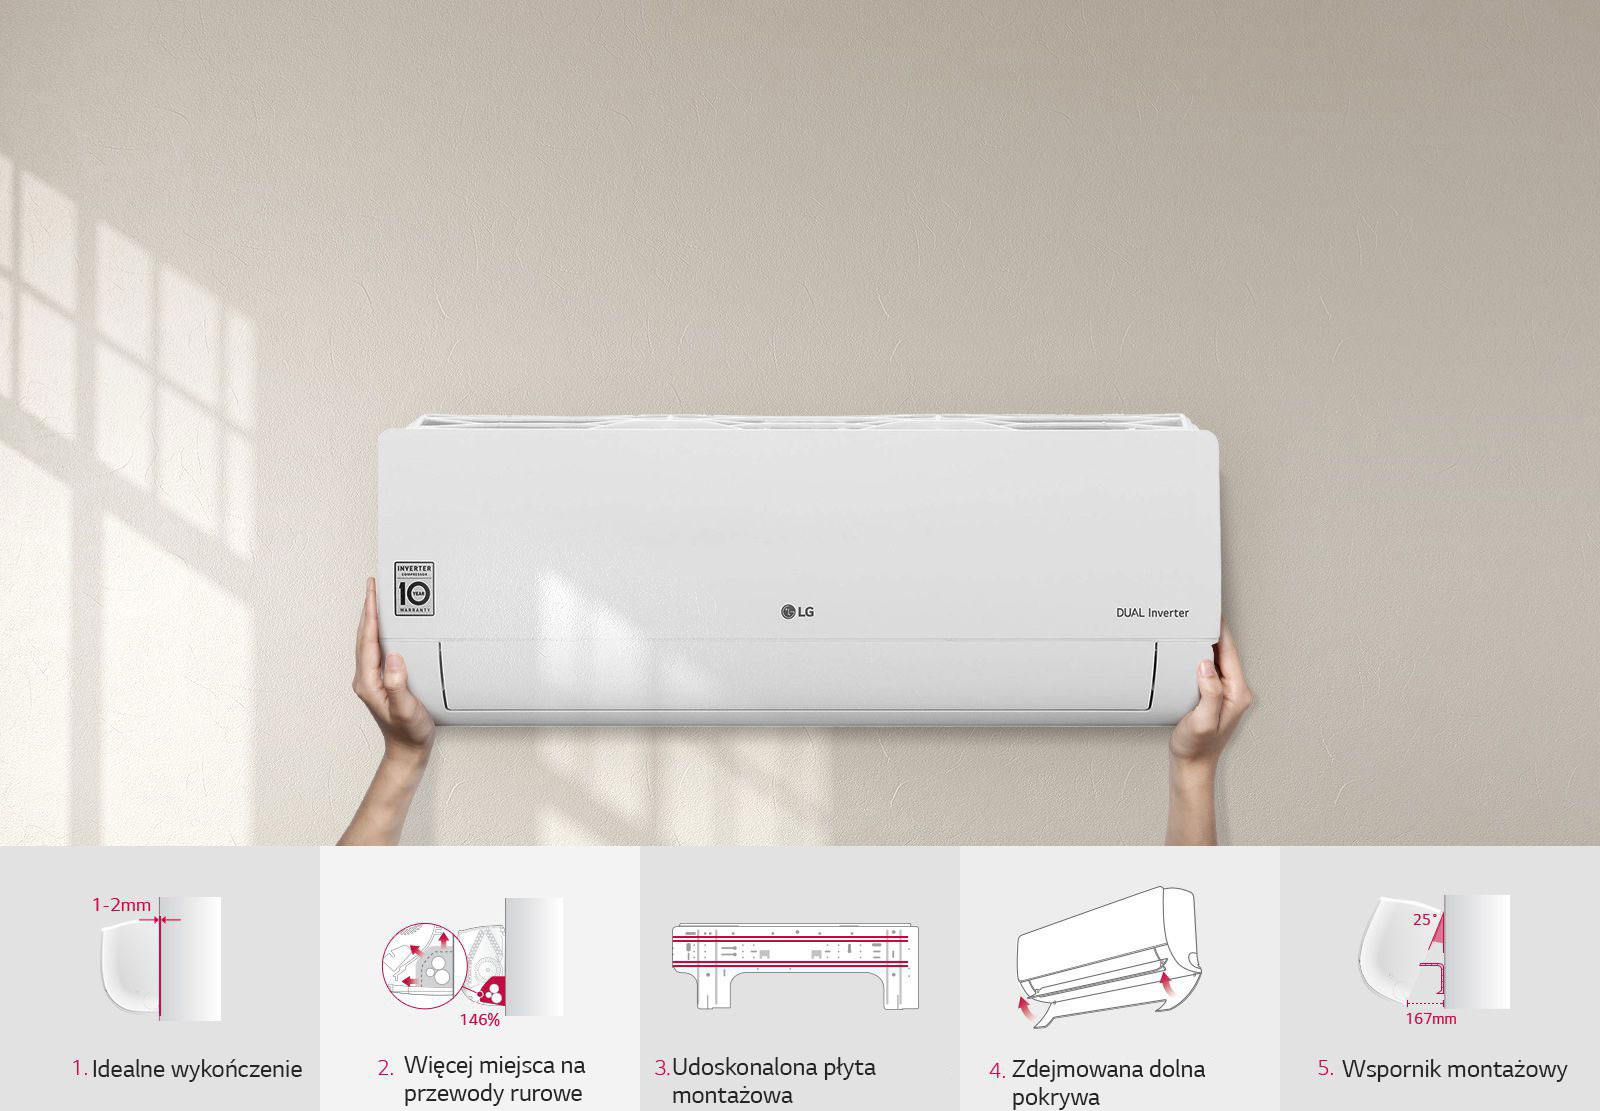 INVERTER
COMPRESSOR
10 YEAR
WARRANTY
LG
DUAL Inverter
1-2mm
146%
25°
167mm
1. Idealne wykończenie
2. Więcej miejsca na
przewody rurowe
3. Udoskonalona płyta
montażowa
4. Zdejmowana dolna
pokrywa
5. Wspornik montażowy